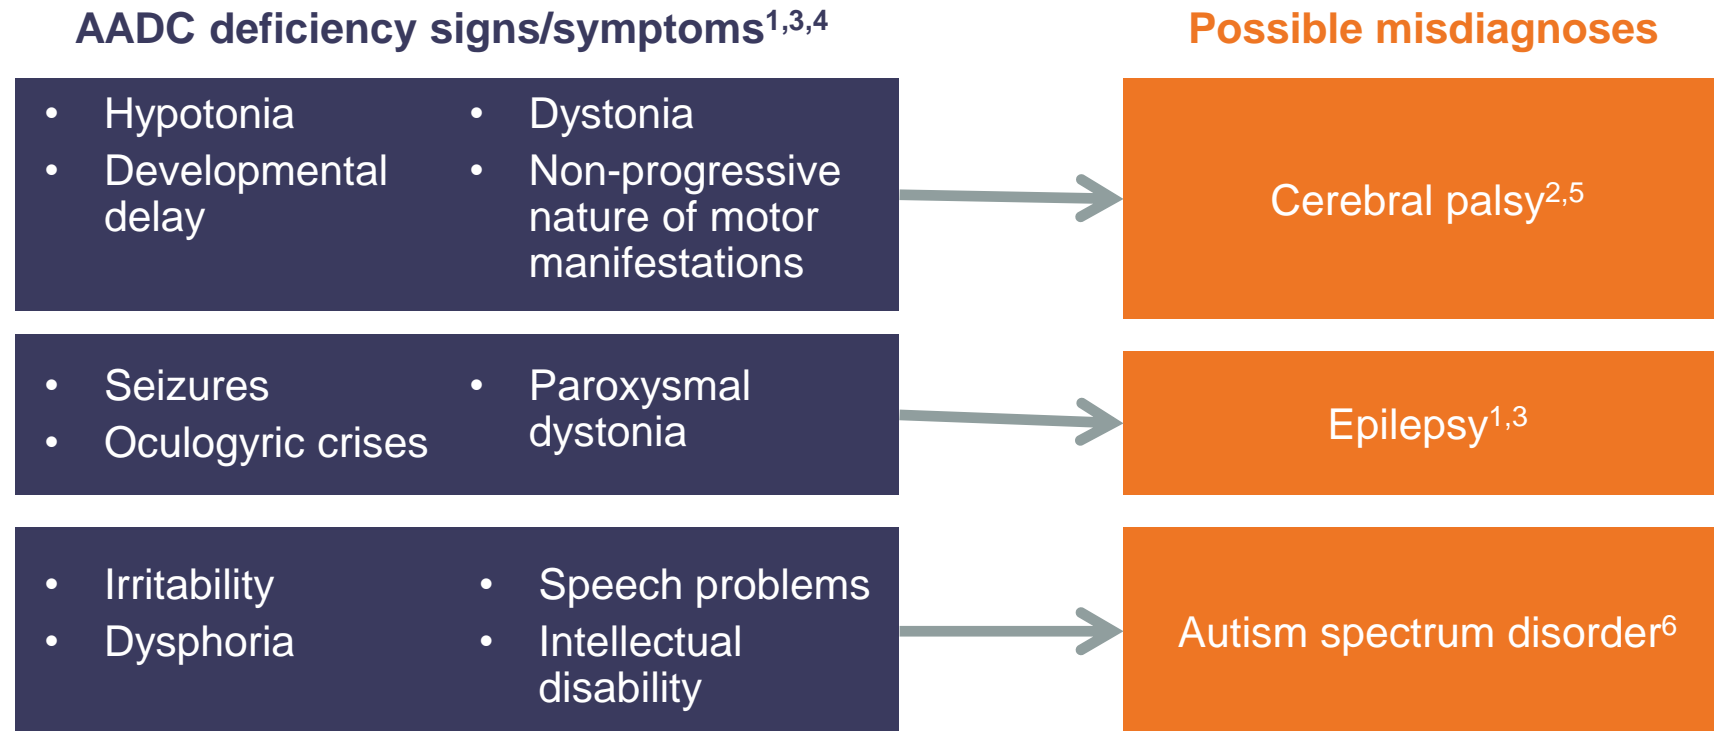 AADC deficiency signs/symptoms1,3,4
Possible misdiagnoses
• Hypotonia
• Developmental
delay
• Dystonia
• Non-progressive
nature of motor
manifestations
Cerebral palsy2,5
• Seizures
• Oculogyric crises
• Paroxysmal
dystonia
Epilepsy1,3
• Irritability
• Dysphoria
• Speech problems
• Intellectual
disability
Autism spectrum disorder6